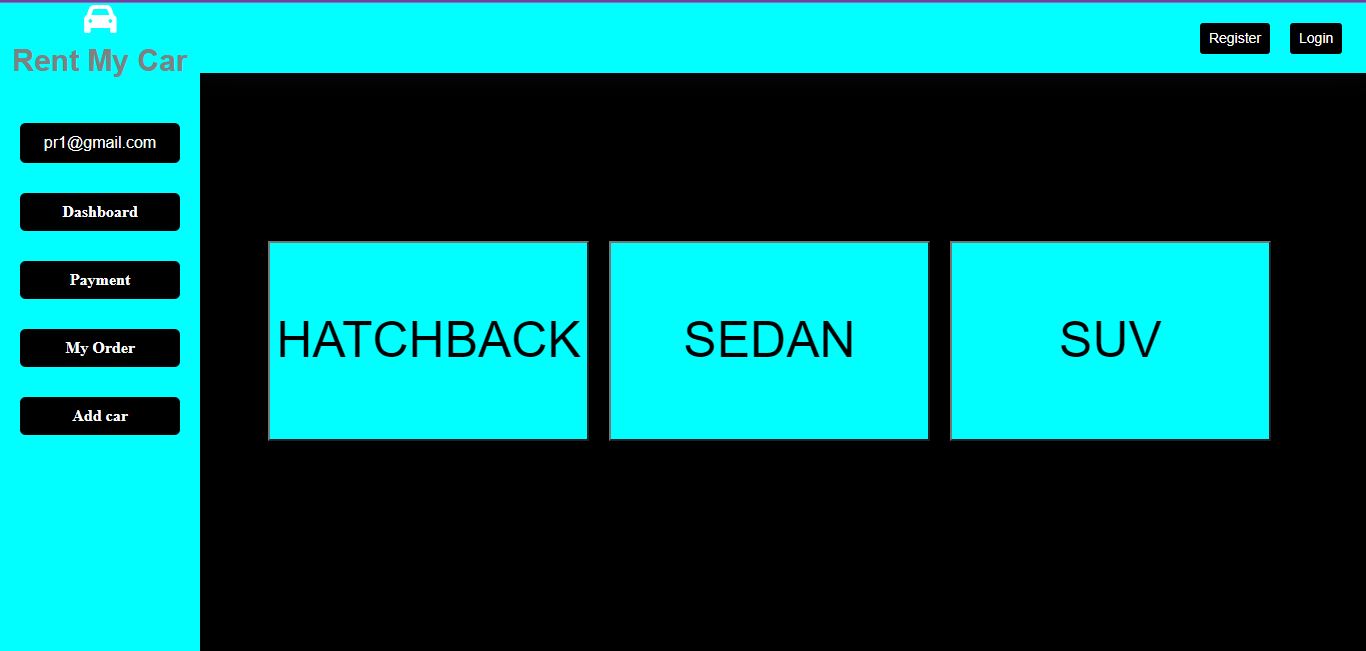 Rent My Car
Register
Login
pr1@gmail.com
Dashboard
Payment
My Order
Add car
HATCHBACK
SEDAN
SUV